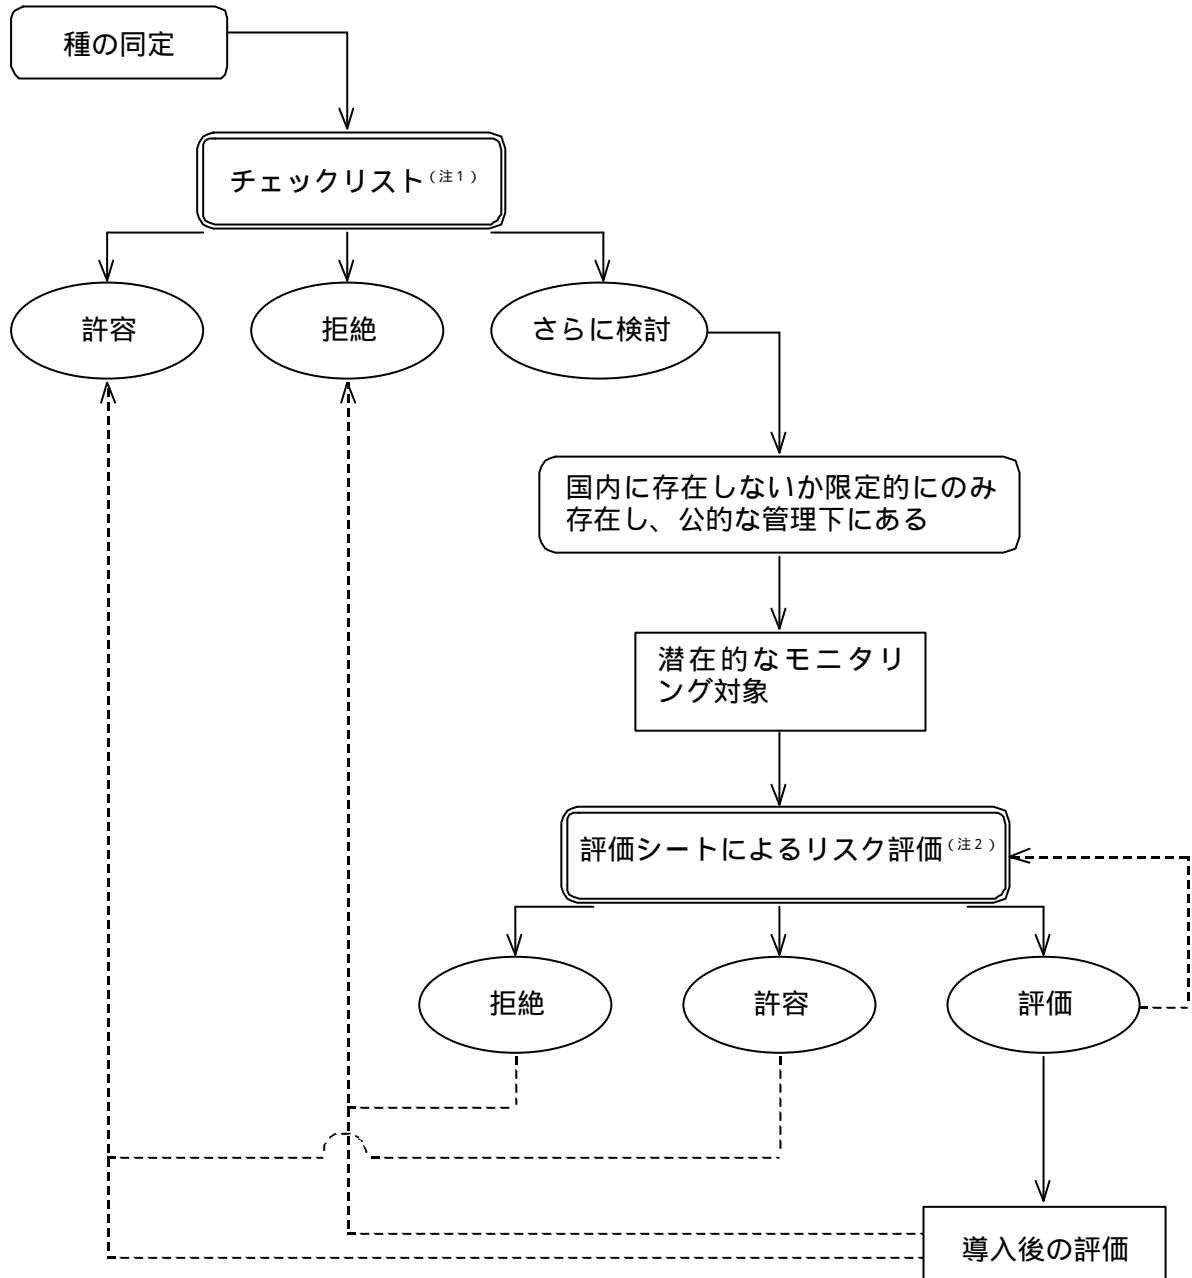 種の同定
チェックリスト（注1）
許容
拒絶
さらに検討
国内に存在しないか限定的にのみ
存在し、公的な管理下にある
潜在的なモニタリ
ング対象
評価シートによるリスク評価（注2）
拒絶
許容
評価
導入後の評価